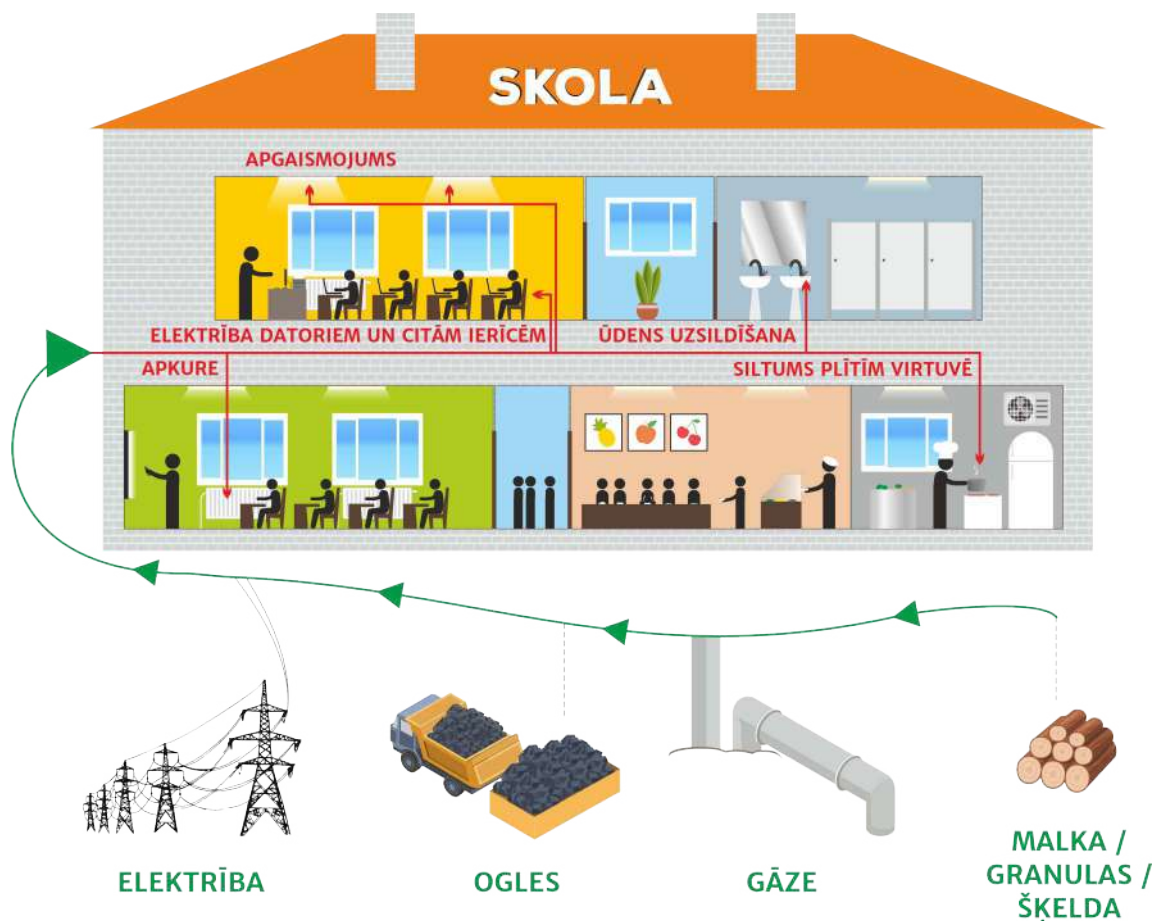 SKOLA
APGAISMOJUMS
ELEKTRĪBA DATORIEM UN CITĀM IERĪCĒM
ŪDENS UZSILDĪŠANA
APKURE
SILTUMS PLĪTĪM VIRTUVĒ
ELEKTRĪBA
OGLES
GĀZE
MALKA /
GRANULAS /
ŠĶELDA